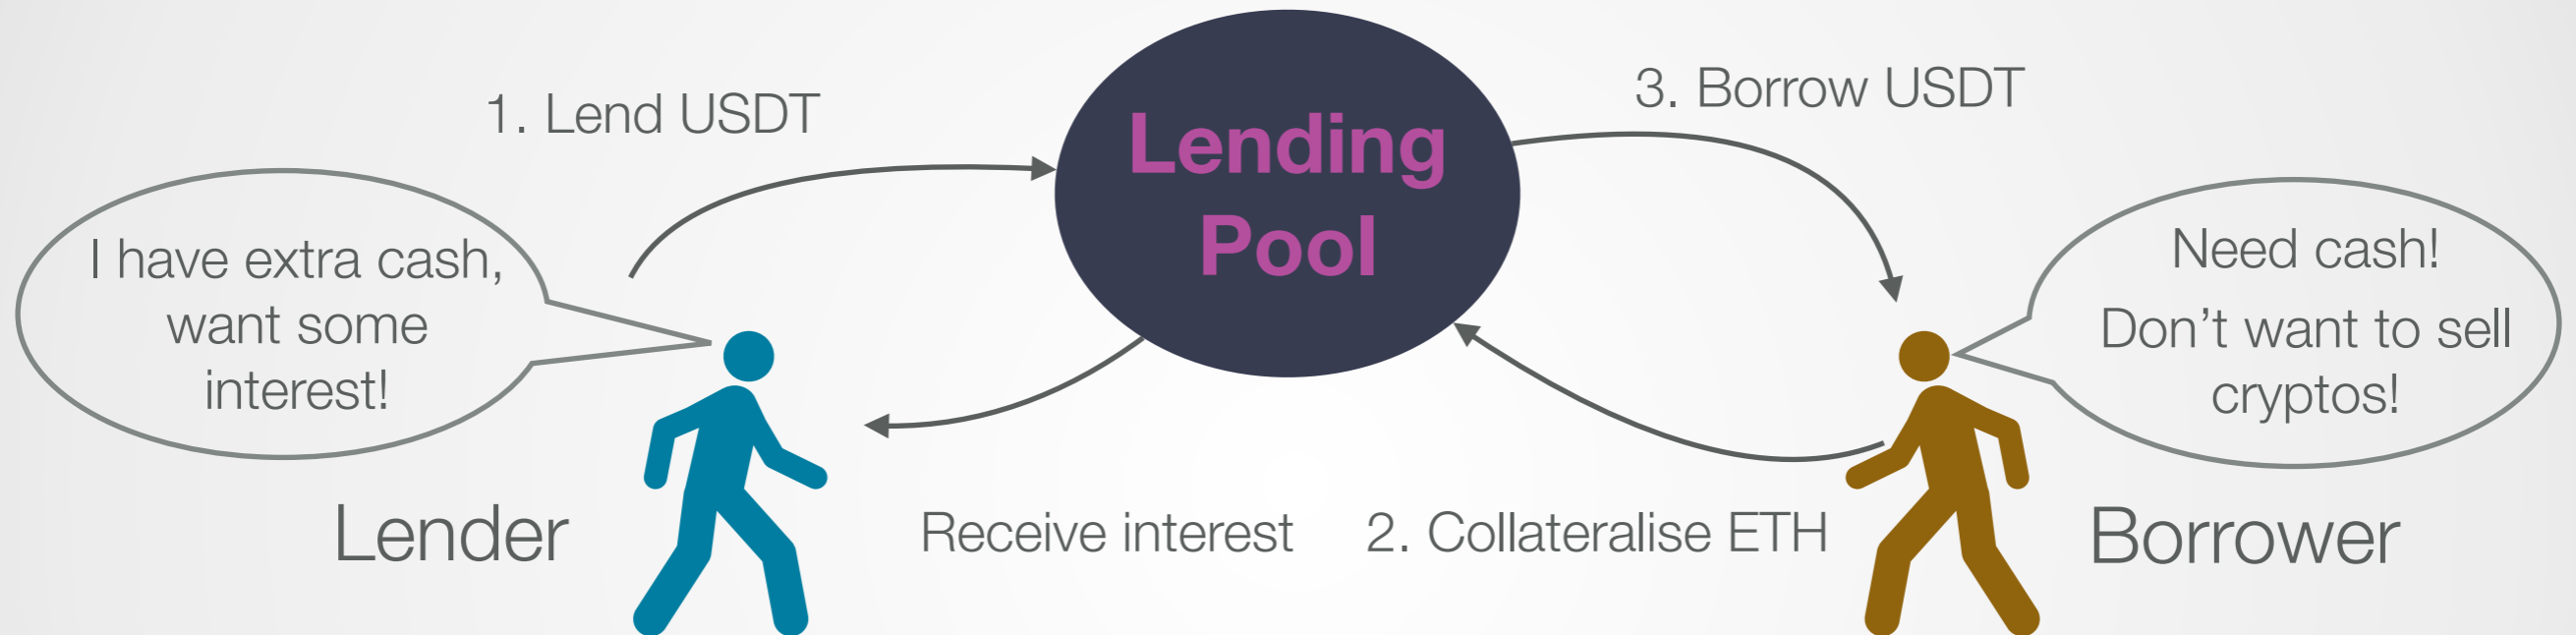 1. Lend USDT
Lending
Pool
3. Borrow USDT
I have extra cash,
want some
interest!
Need cash!
Don't want to sell
cryptos!
Lender
Receive interest
2. Collateralise ETH
Borrower